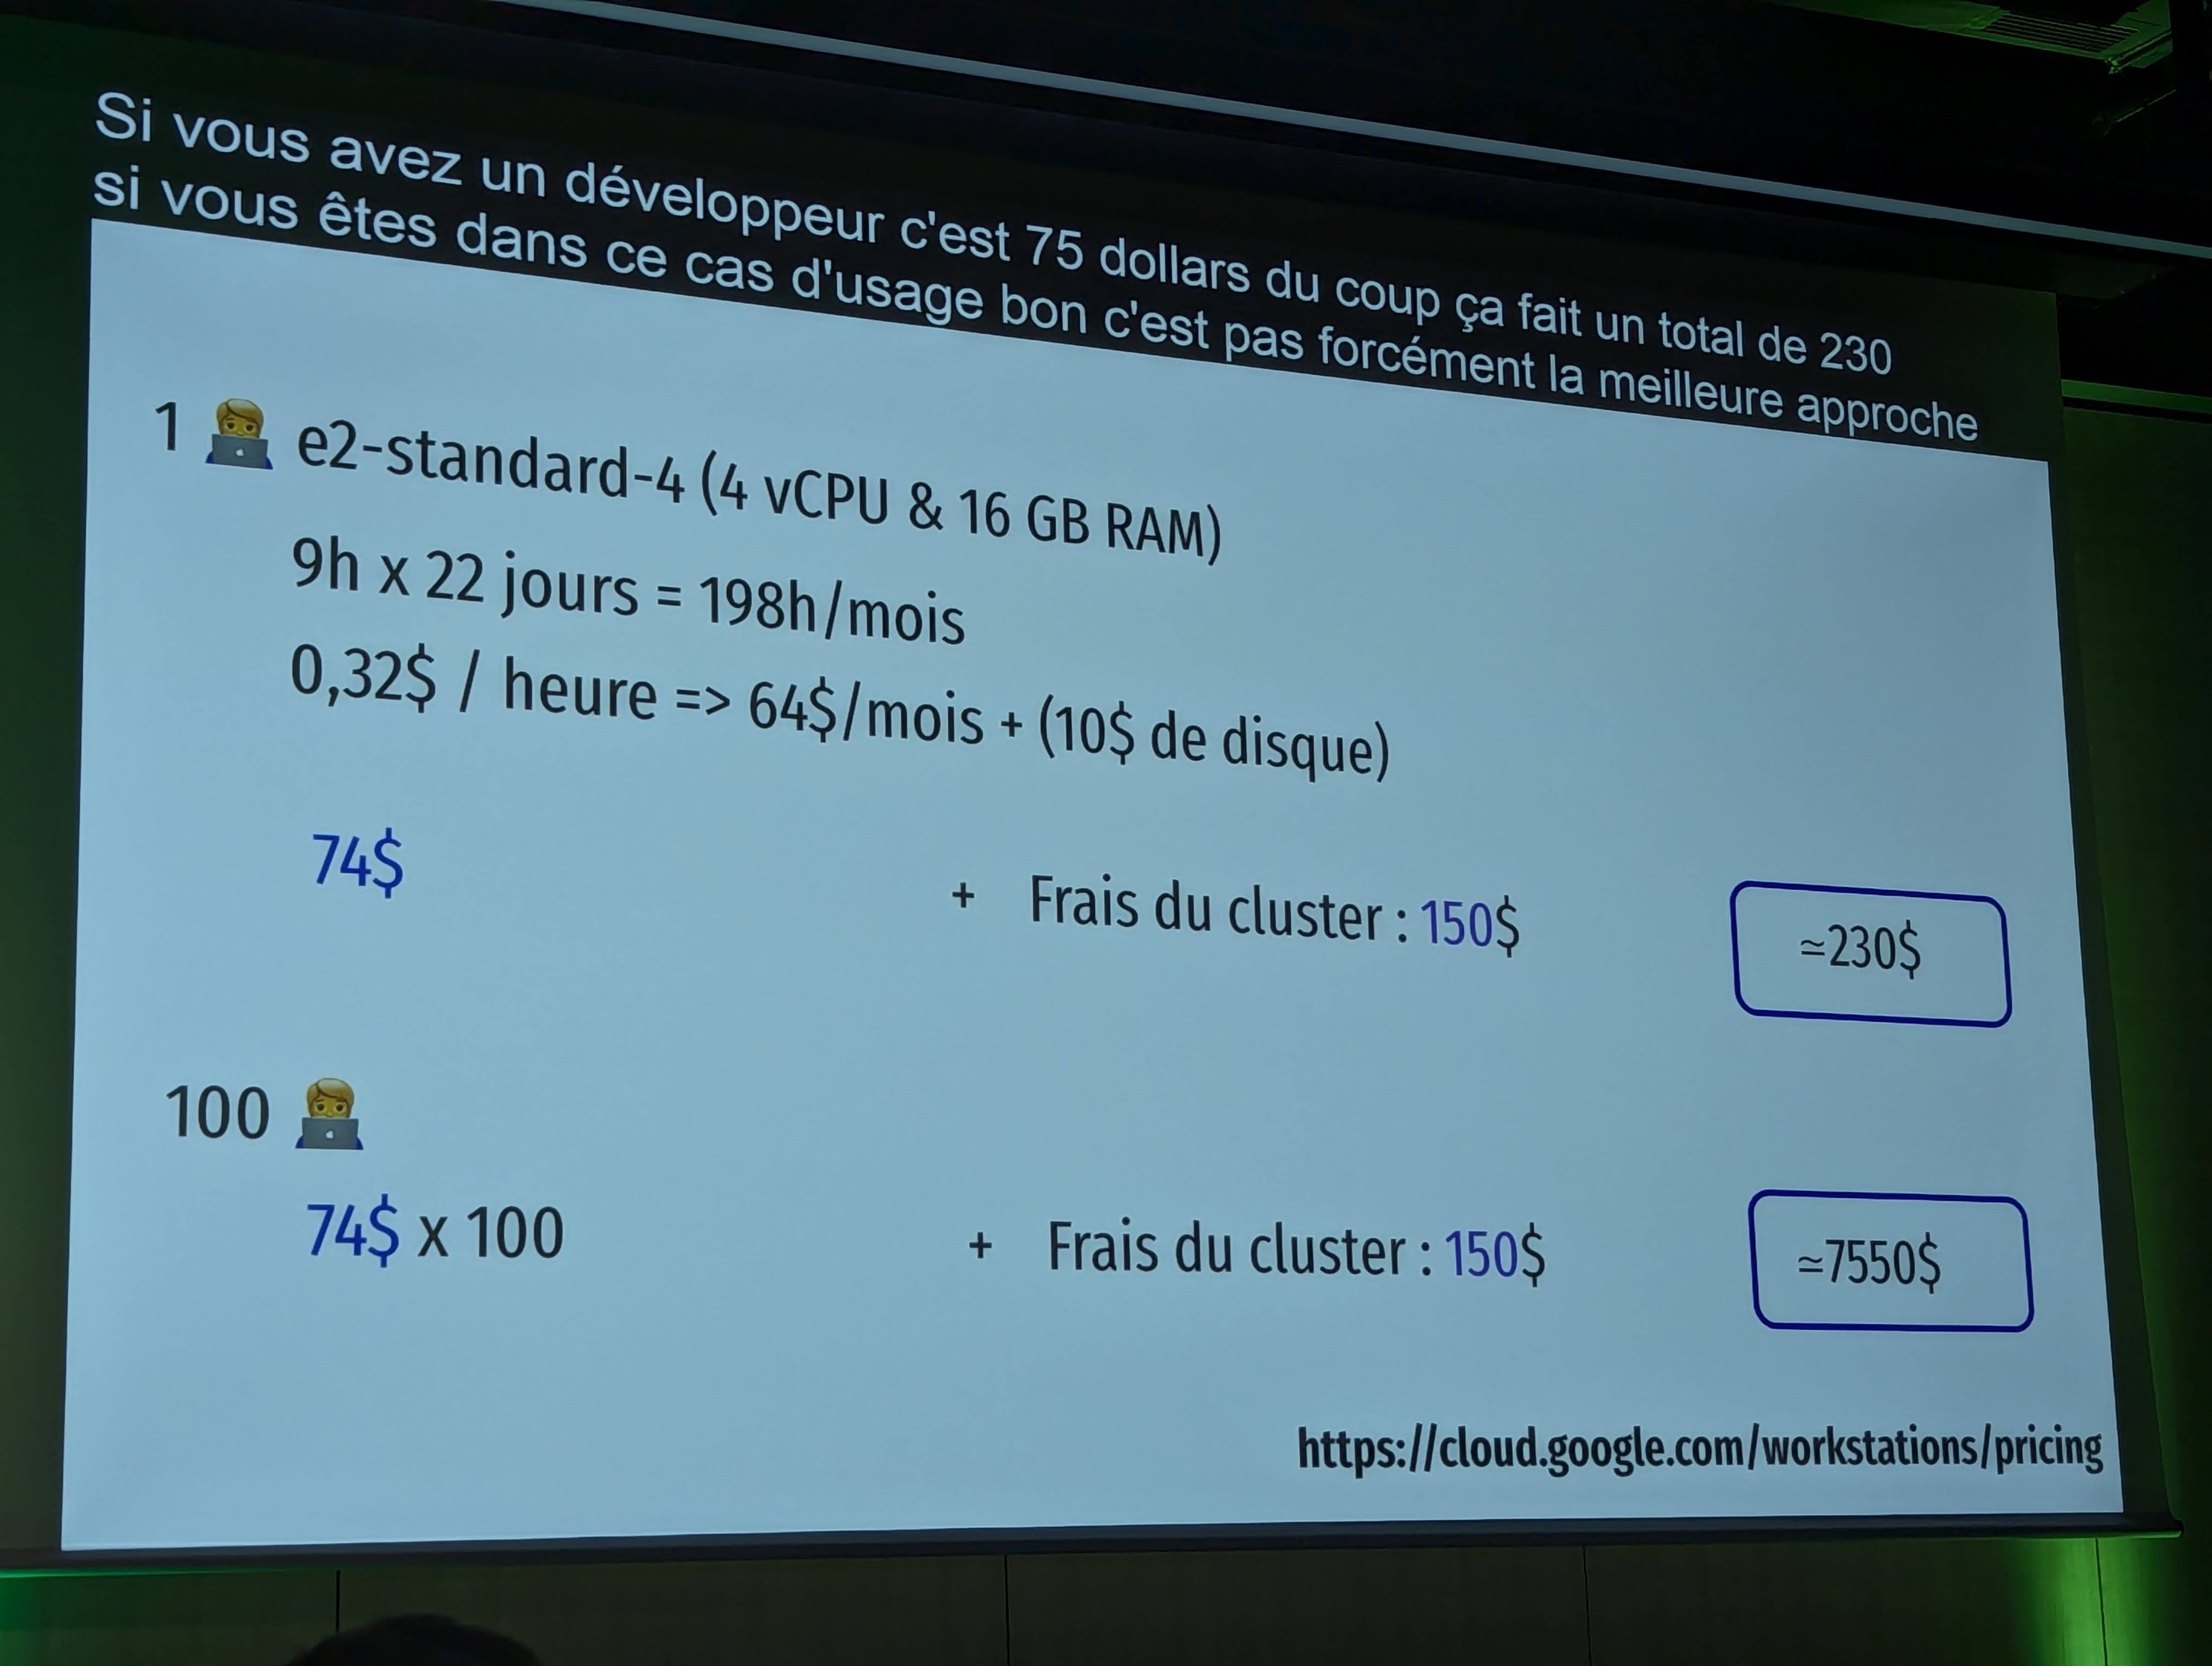 Si vous avez un développeur c'est 75 dollars du coup ça fait un total de 230
si vous êtes dans ce cas d'usage bon c'est pas forcément la meilleure approche
1 e2-standard-4 (4 vCPU & 16 GB RAM)
9h x 22 jours = 198h/mois
0,32$ / heure => 64$/mois + (10$ de disque)
74$ + Frais du cluster : 150$ ≃230$
100
74$ x 100 + Frais du cluster : 150$ ≃7550$
https://cloud.google.com/workstations/pricing